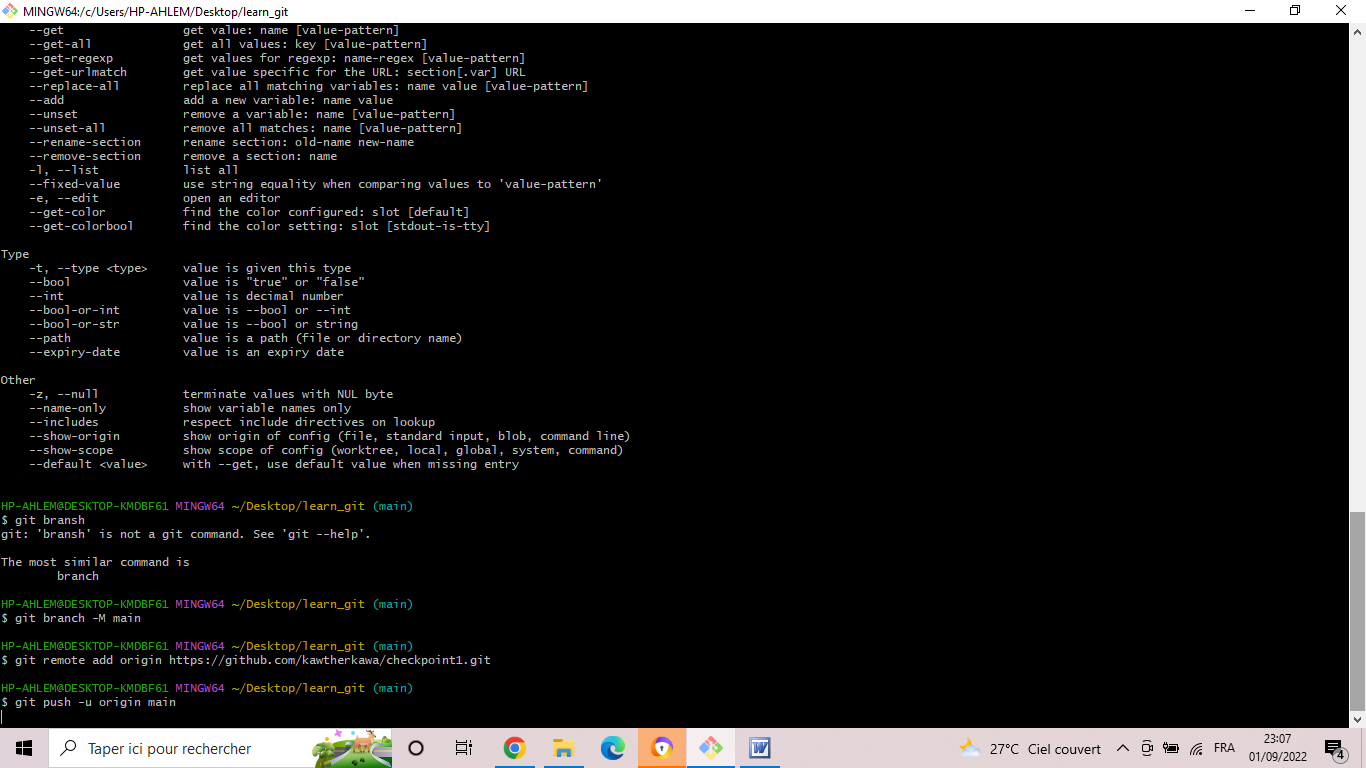 MINGW64:/c/Users/HP-AHLEM/Desktop/learn_git
--get get value: name [value-pattern]
--get-all get all values: key [value-pattern]
--get-regexp get values for regexp: name-regex [value-pattern]
--get-urlmatch get value specific for the URL: section[.var] URL
--replace-all replace all matching variables: name value [value-pattern]
--add add a new variable: name value
--unset remove a variable: name [value-pattern]
--unset-all remove all matches: name [value-pattern]
--rename-section rename section: old-name new-name
--remove-section remove a section: name
-l, --list list all
--fixed-value use string equality when comparing values to 'value-pattern'
-e, --edit open an editor
--get-color find the color configured: slot [default]
--get-colorbool find the color setting: slot [stdout-is-tty]
Type
-t, --type <type> value is given this type
--bool value is "true" or "false"
--int value is decimal number
--bool-or-int value is --bool or --int
--bool-or-str value is --bool or string
--path value is a path (file or directory name)
--expiry-date value is an expiry date
Other
-z, --null terminate values with NUL byte
--name-only show variable names only
--includes respect include directives on lookup
--show-origin show origin of config (file, standard input, blob, command line)
--show-scope show scope of config (worktree, local, global, system, command)
--default <value> with --get, use default value when missing entry
HP-AHLEM@DESKTOP-KMDBF61 MINGW64 ~/Desktop/learn_git (main)
$ git bransh
git: 'bransh' is not a git command. See 'git --help'.
The most similar command is
branch
HP-AHLEM@DESKTOP-KMDBF61 MINGW64 ~/Desktop/learn_git (main)
$ git branch -M main
HP-AHLEM@DESKTOP-KMDBF61 MINGW64 ~/Desktop/learn_git (main)
$ git remote add origin https://github.com/kawtherkawa/checkpoint1.git
HP-AHLEM@DESKTOP-KMDBF61 MINGW64 ~/Desktop/learn_git (main)
$ git push -u origin main
Taper ici pour rechercher
27°C Ciel couvert
FRA
23:07
01/09/2022
4